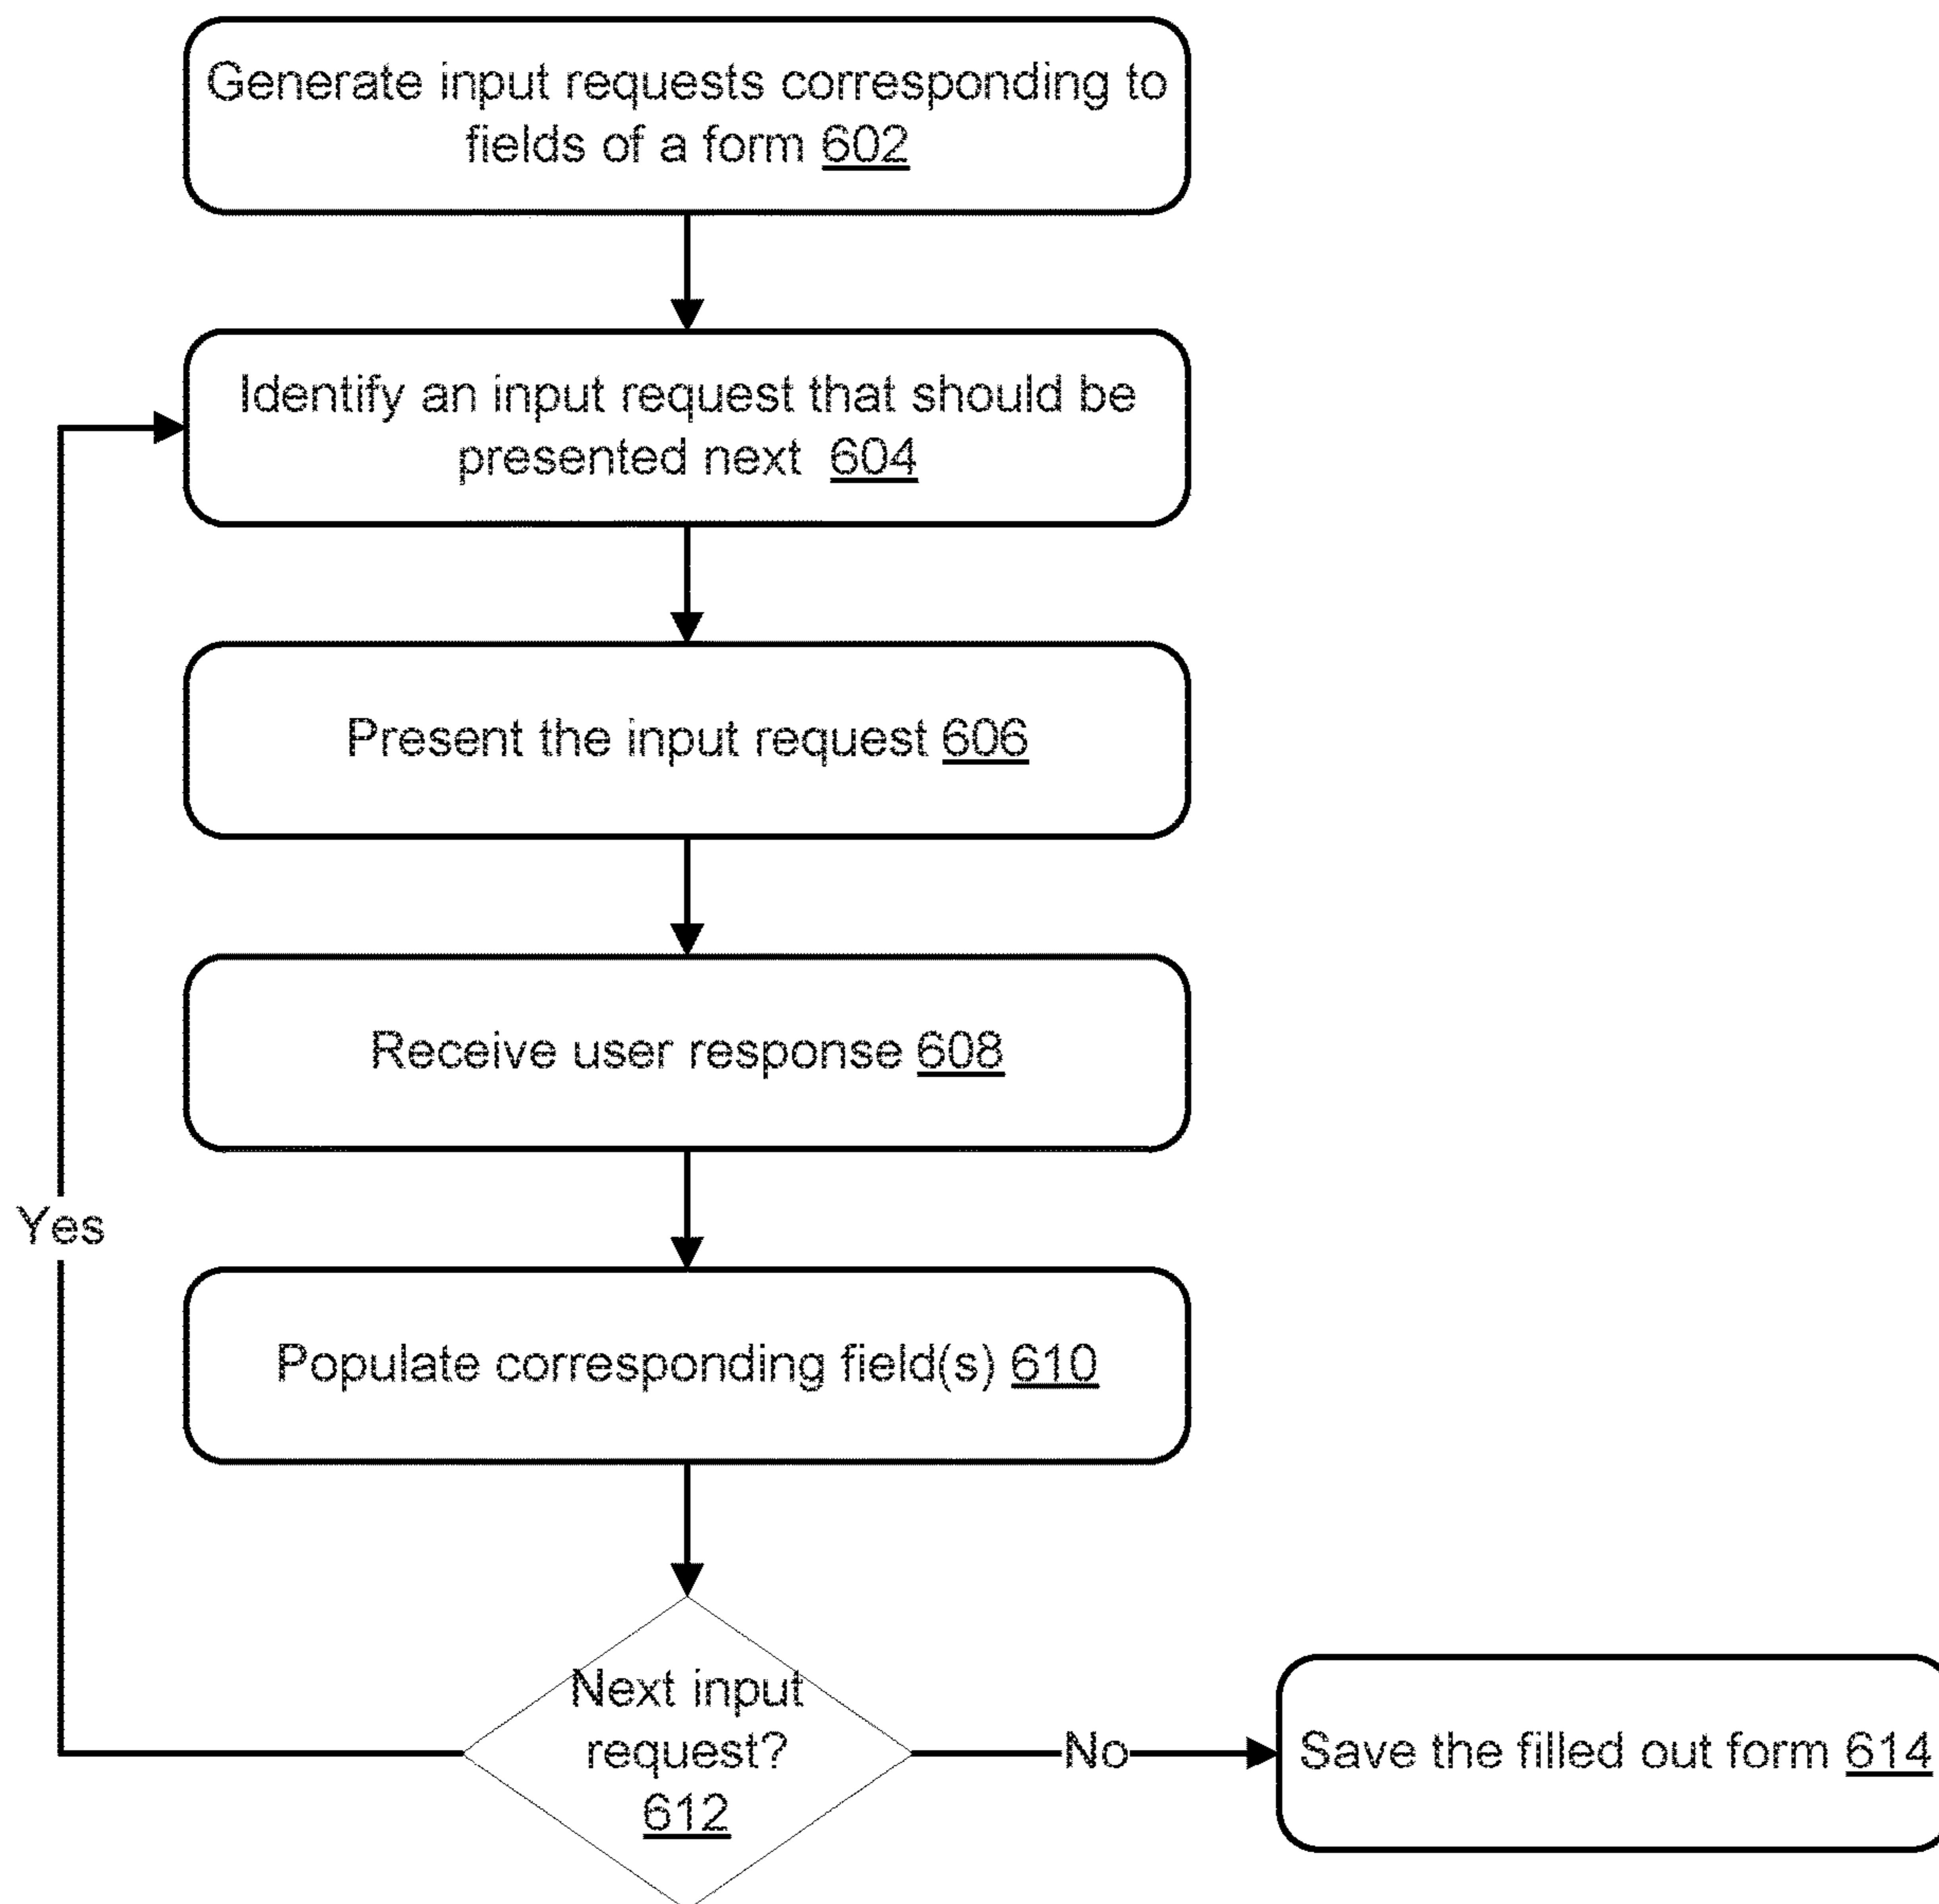 Generate input requests corresponding to
fields of a form 602
Identify an input request that should be
presented next 604
Present the input request 606
Receive user response 608
Yes
Populate corresponding field(s) 610
Next input
request?
612
No
Save the filled out form 614